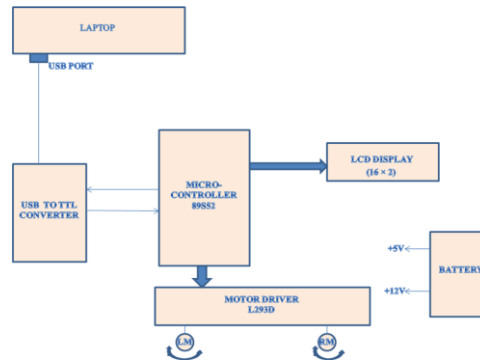 LAPTOP
USB PORT
MICRO-
CONTROLLER
89S52
LCD DISPLAY
(16 × 2)
USB TO TTL
CONVERTER
+5V
BATTERY
+12V
MOTOR DRIVER
L293D
LM
RM